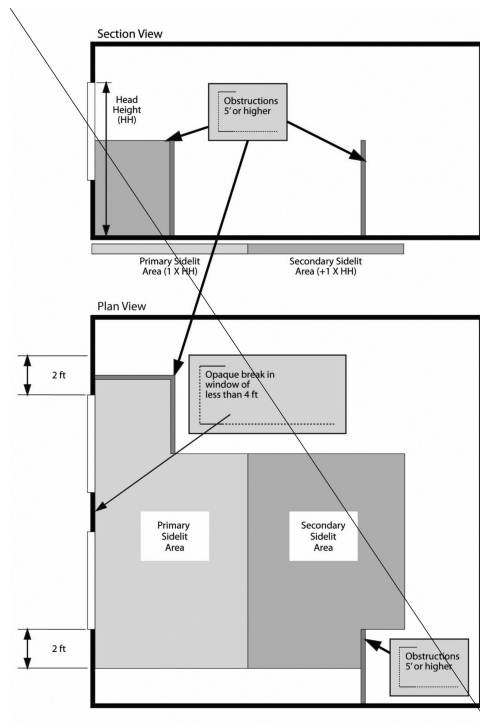 Section View
Head
Height
(HH)
Obstructions
5' or higher
Primary Sidelit
Area (1 X HH)
Secondary Sidelit
Area (+1 X HH)
Plan View
2 ft
Opaque break in
window of
less than 4 ft
Primary
Sidelit
Area
Secondary
Sidelit
Area
2 ft
Obstructions
5' or higher